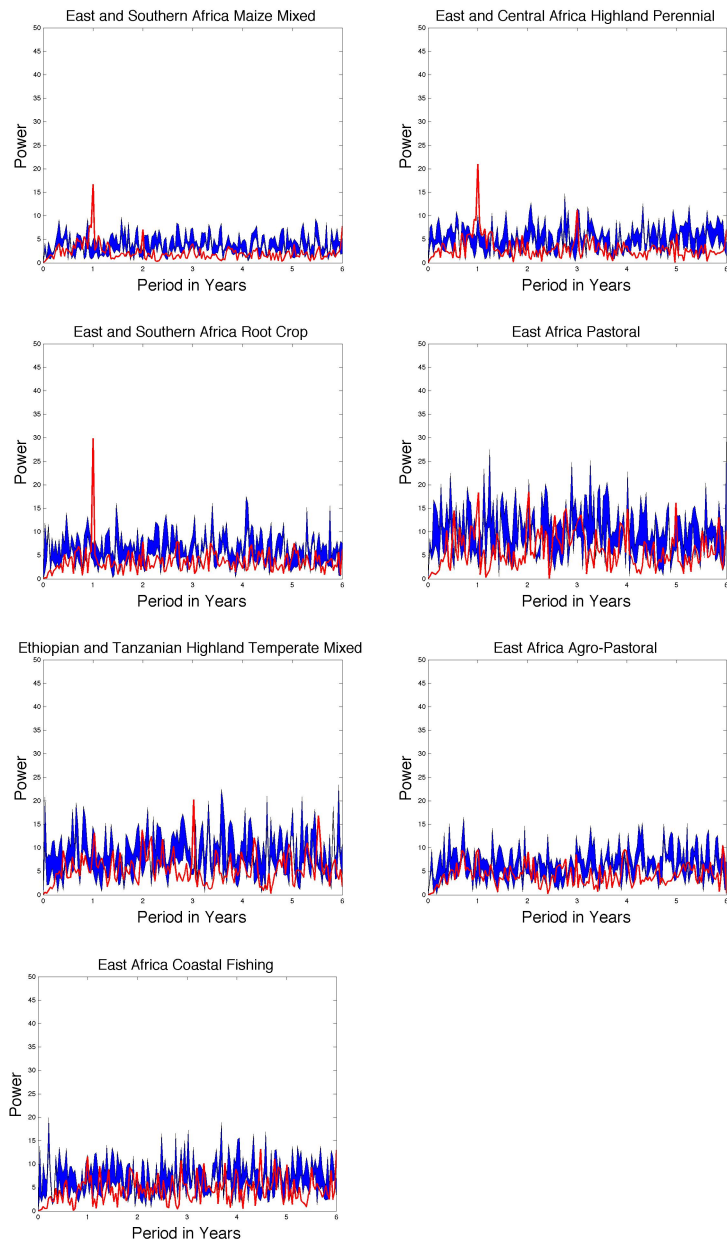 East and Southern Africa Maize Mixed
50
45
40
35
30
25
20
15
10
5
0
Power
0 1 2 3 4 5 6
Period in Years
East and Central Africa Highland Perennial
50
45
40
35
30
25
20
15
10
5
0
Power
0 1 2 3 4 5 6
Period in Years
East and Southern Africa Root Crop
50
45
40
35
30
25
20
15
10
5
0
Power
0 1 2 3 4 5 6
Period in Years
East Africa Pastoral
50
45
40
35
30
25
20
15
10
5
0
Power
0 1 2 3 4 5 6
Period in Years
Ethiopian and Tanzanian Highland Temperate Mixed
50
45
40
35
30
25
20
15
10
5
0
Power
0 1 2 3 4 5 6
Period in Years
East Africa Agro-Pastoral
50
45
40
35
30
25
20
15
10
5
0
Power
0 1 2 3 4 5 6
Period in Years
East Africa Coastal Fishing
50
45
40
35
30
25
20
15
10
5
0
Power
0 1 2 3 4 5 6
Period in Years